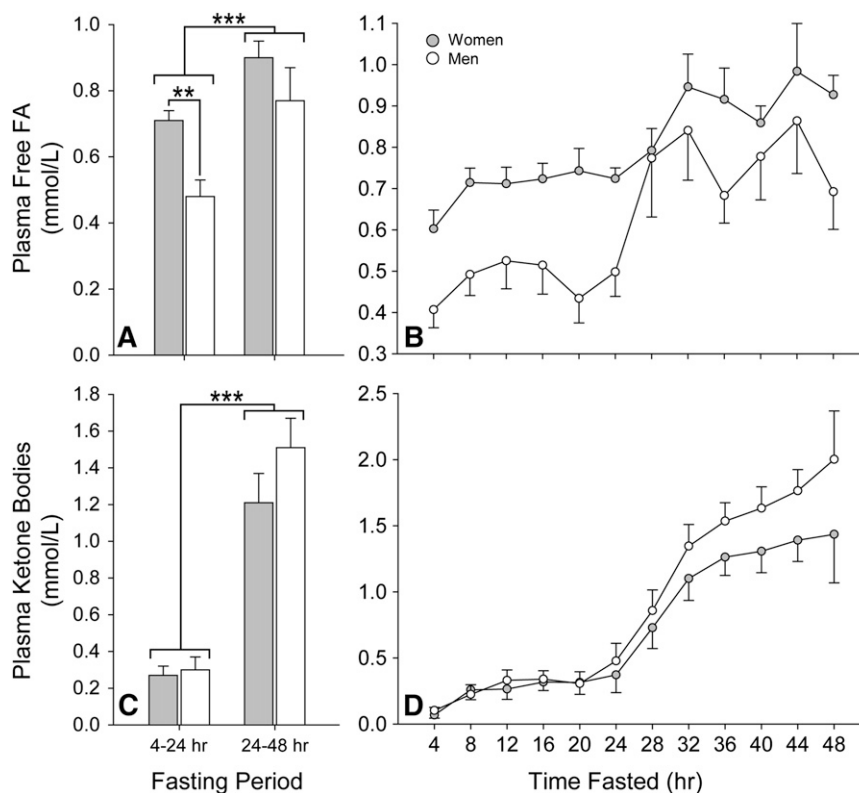 Plasma Free FA
(mmol/L)
1.0
0.8
0.6
0.4
0.2
0.0
***
**
A
1.1
1.0
0.9
0.8
0.7
0.6
0.5
0.4
0.3
Women
Men
B
Plasma Ketone Bodies
(mmol/L)
1.8
1.6
1.4
1.2
1.0
0.8
0.6
0.4
0.2
0.0
***
C
4-24 hr 24-48 hr
Fasting Period
2.5
2.0
1.5
1.0
0.5
0.0
D
4 8 12 16 20 24 28 32 36 40 44 48
Time Fasted (hr)